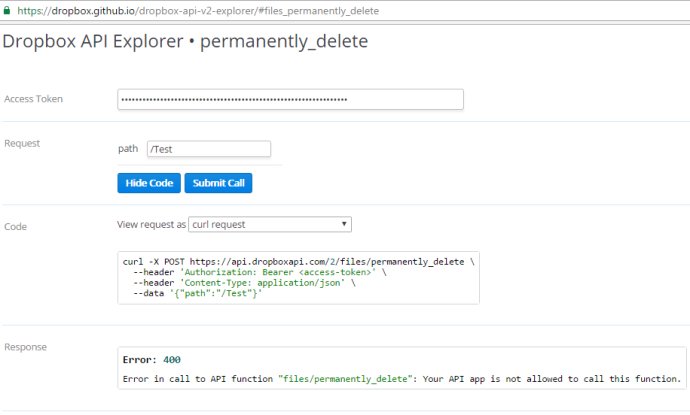 https://dropbox.github.io/dropbox-api-v2-explorer/#files_permanently_delete
Dropbox API Explorer • permanently_delete
Access Token
Request
path /Test
Hide Code Submit Call
Code
View request as curl request
curl -X POST https://api.dropboxapi.com/2/files/permanently_delete \
--header 'Authorization: Bearer <access-token>' \
--header 'Content-Type: application/json' \
--data '{"path":"/Test"}'
Response
Error: 400
Error in call to API function "files/permanently_delete": Your API app is not allowed to call this function.